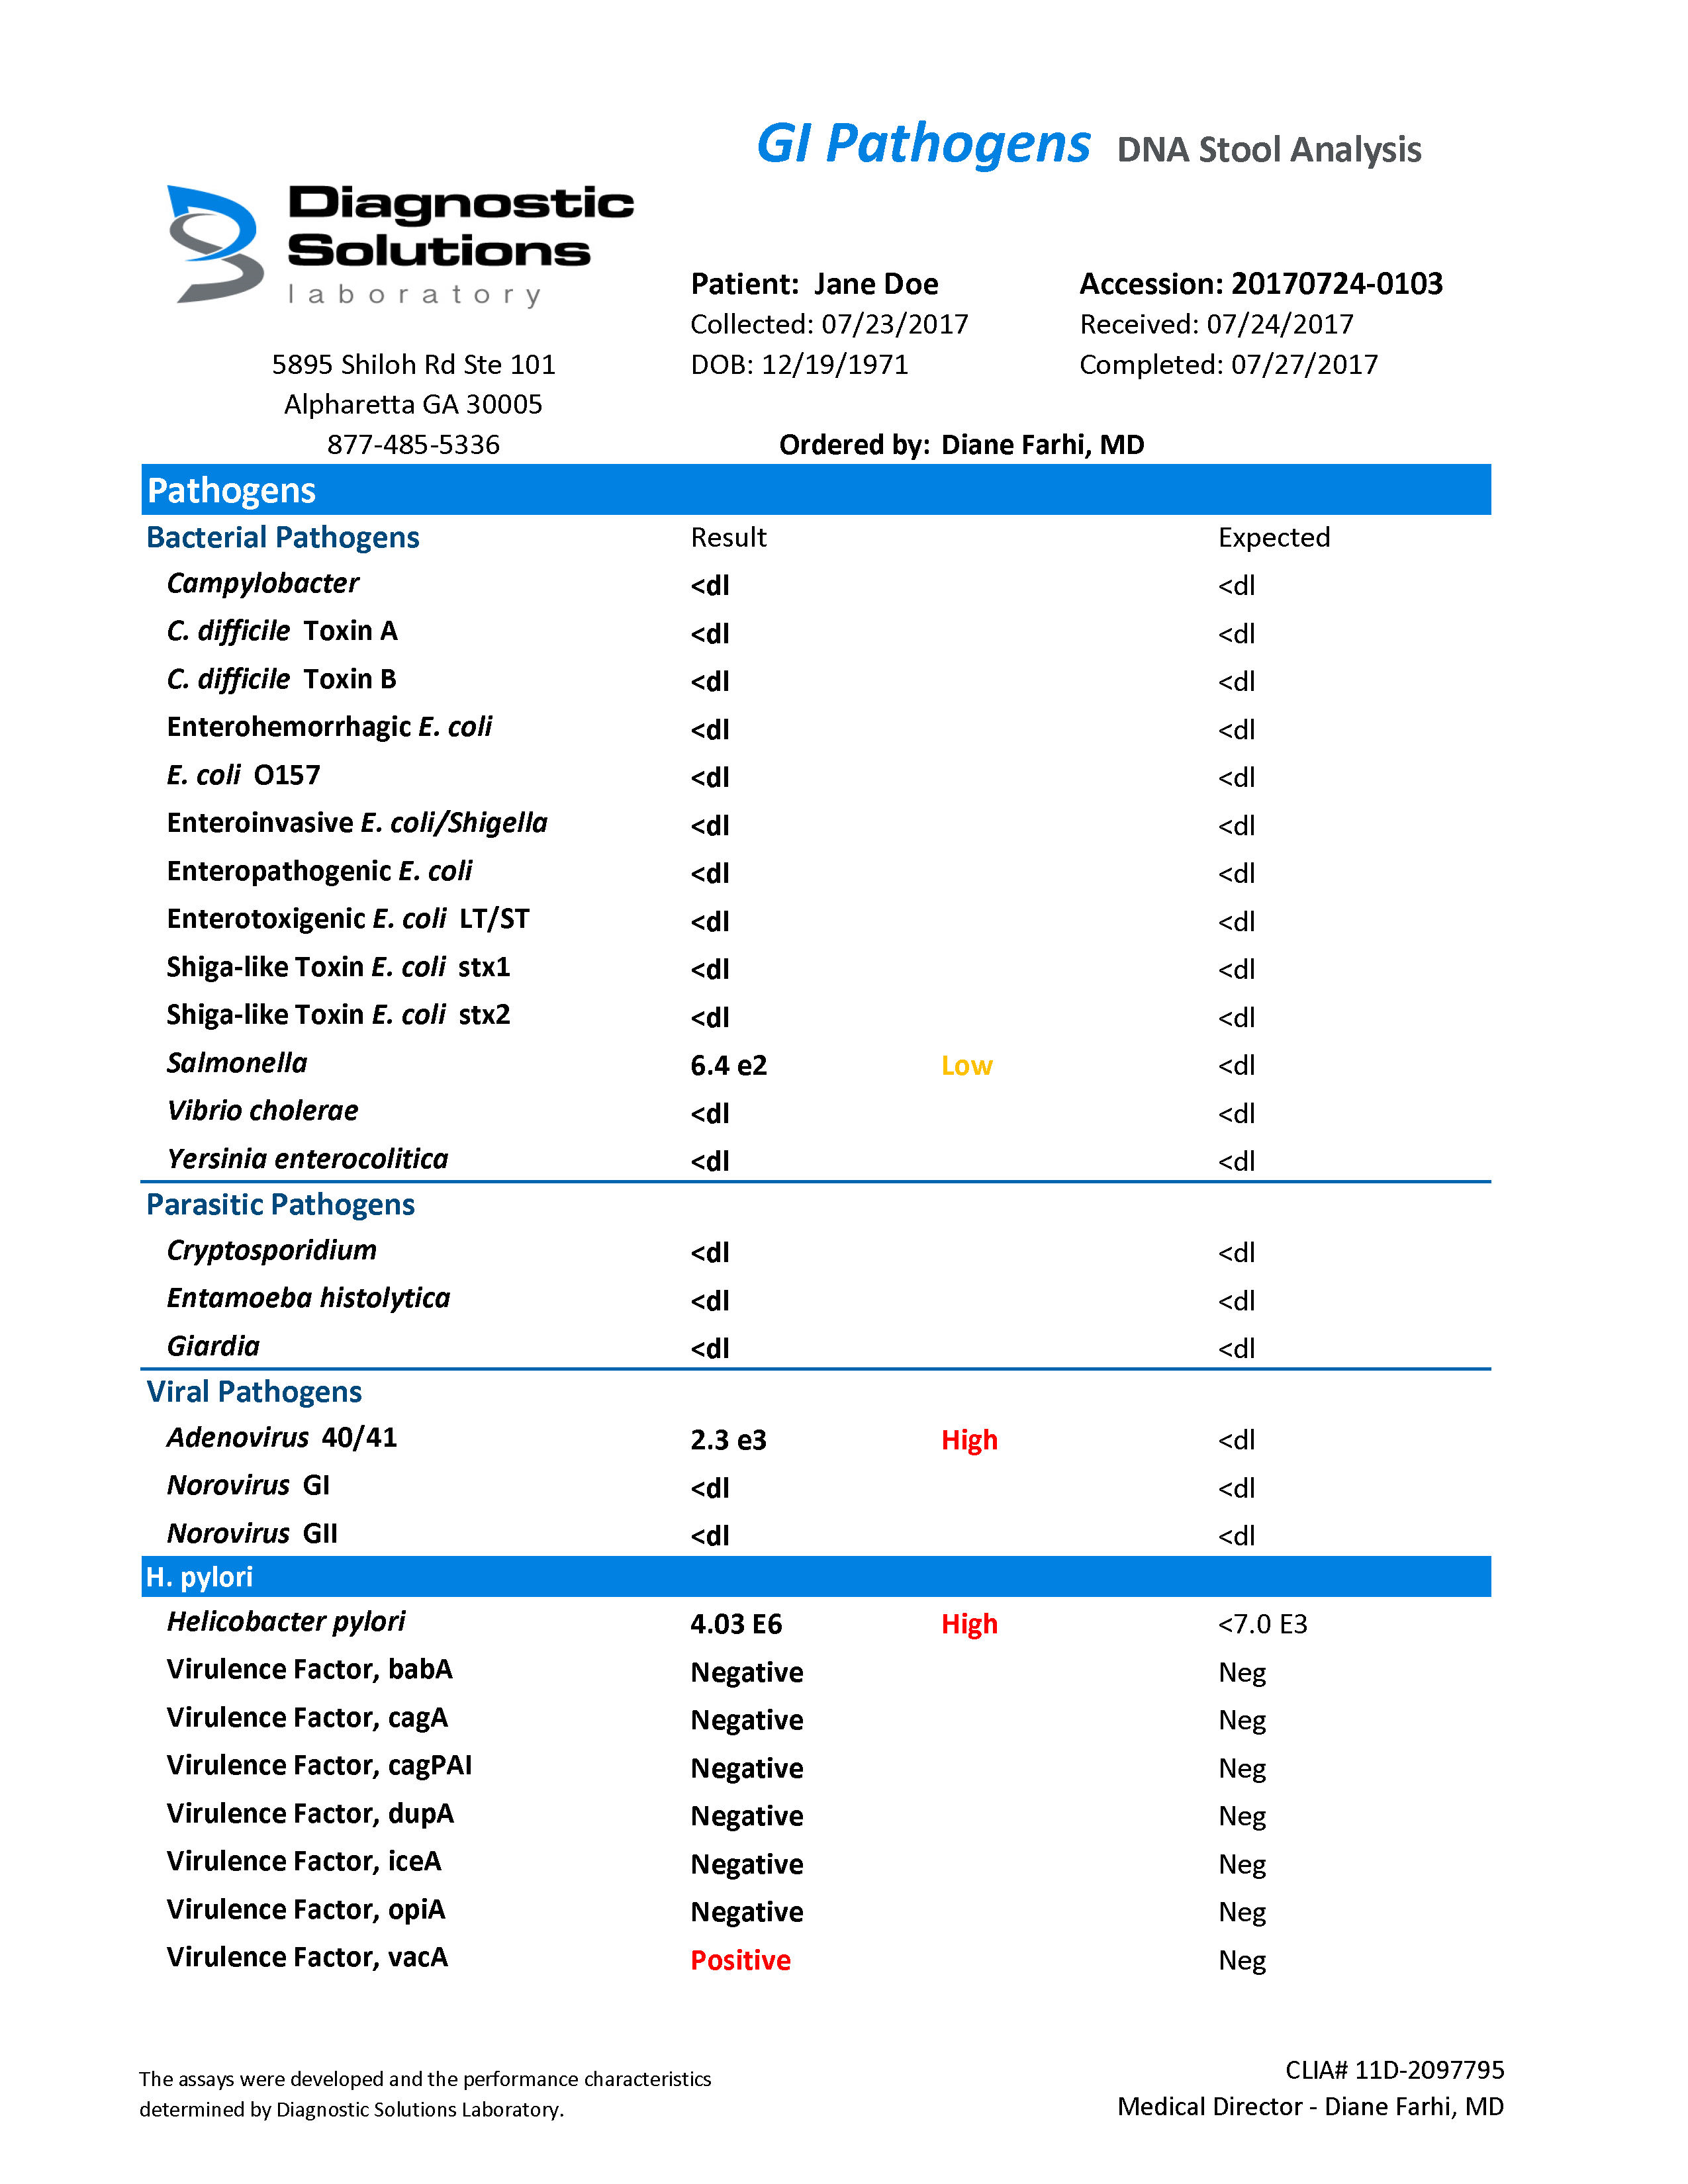 GI Pathogens DNA Stool Analysis
Diagnostic
Solutions
laboratory
Patient: Jane Doe Accession: 20170724-0103
Collected: 07/23/2017 Received: 07/24/2017
5895 Shiloh Rd Ste 101 DOB: 12/19/1971 Completed: 07/27/2017
Alpharetta GA 30005
877-485-5336 Ordered by: Diane Farhi, MD
Pathogens
Bacterial Pathogens Result Expected
Campylobacter <dl <dl
C. difficile Toxin A <dl <dl
C. difficile Toxin B <dl <dl
Enterohemorrhagic E. coli <dl <dl
E. coli O157 <dl <dl
Enteroinvasive E. coli/Shigella <dl <dl
Enteropathogenic E. coli <dl <dl
Enterotoxigenic E. coli LT/ST <dl <dl
Shiga-like Toxin E. coli stx1 <dl <dl
Shiga-like Toxin E. coli stx2 <dl <dl
Salmonella 6.4 e2 Low <dl
Vibrio cholerae <dl <dl
Yersinia enterocolitica <dl <dl
Parasitic Pathogens
Cryptosporidium <dl <dl
Entamoeba histolytica <dl <dl
Giardia <dl <dl
Viral Pathogens
Adenovirus 40/41 2.3 e3 High <dl
Norovirus GI <dl <dl
Norovirus GII <dl <dl
H. pylori
Helicobacter pylori 4.03 E6 High <7.0 E3
Virulence Factor, babA Negative Neg
Virulence Factor, cagA Negative Neg
Virulence Factor, cagPAI Negative Neg
Virulence Factor, dupA Negative Neg
Virulence Factor, iceA Negative Neg
Virulence Factor, opiA Negative Neg
Virulence Factor, vacA Positive Neg
The assays were developed and the performance characteristics
determined by Diagnostic Solutions Laboratory.
CLIA# 11D-2097795
Medical Director - Diane Farhi, MD